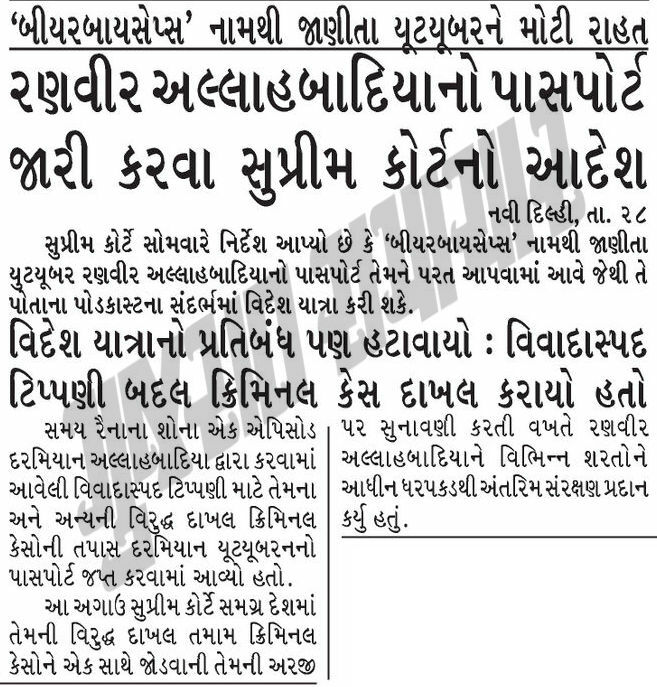 ‘બીયરબાયસેપ્સ’ નામથી જાણીતા યૂટયૂબરને મોટી રાહત
રણવીર અલ્લાહબાદિયાનો પાસપોર્ટ
જારી કરવા સુપ્રીમ કોર્ટનો આદેશ
નવી દિલ્હી, તા. ૨૮
સુપ્રીમ કોર્ટે સોમવારે નિર્દેશ આપ્યો છે કે ‘બીયરબાયસેપ્સ’ નામથી જાણીતા
યુટયૂબર રણવીર અલ્લાહબાદિયાનો પાસપોર્ટ તેમને પરત આપવામાં આવે જેથી તે
પોતાના પોડકાસ્ટના સંદર્ભમાં વિદેશ યાત્રા કરી શકે.
વિદેશ યાત્રાનો પ્રતિબંધ પણ હટાવાયો : વિવાદાસ્પદ
ટિપ્પણી બદલ ક્રિમિનલ કેસ દાખલ કરાયો હતો
સમય રૈનાના શોના એક એપિસોડ
દરમિયાન અલ્લાહબાદિયા દ્વારા કરવામાં
આવેલી વિવાદાસ્પદ ટિપ્પણી માટે તેમના
અને અન્યની વિરુદ્ધ દાખલ ક્રિમિનલ
કેસોની તપાસ દરમિયાન યૂટયૂબરનનો
પાસપોર્ટ જપ્ત કરવામાં આવ્યો હતો.
આ અગાઉ સુપ્રીમ કોર્ટે સમગ્ર દેશમાં
તેમની વિરુદ્ધ દાખલ તમામ ક્રિમિનલ
કેસોને એક સાથે જોડવાની તેમની અરજી
પર સુનાવણી કરતી વખતે રણવીર
અલ્લાહબાદિયાને વિભિન્ન શરતોને
આધીન ધરપકડથી અંતરિમ સંરક્ષણ પ્રદાન
કર્યુ હતું.
ગુજરાત સમાચાર